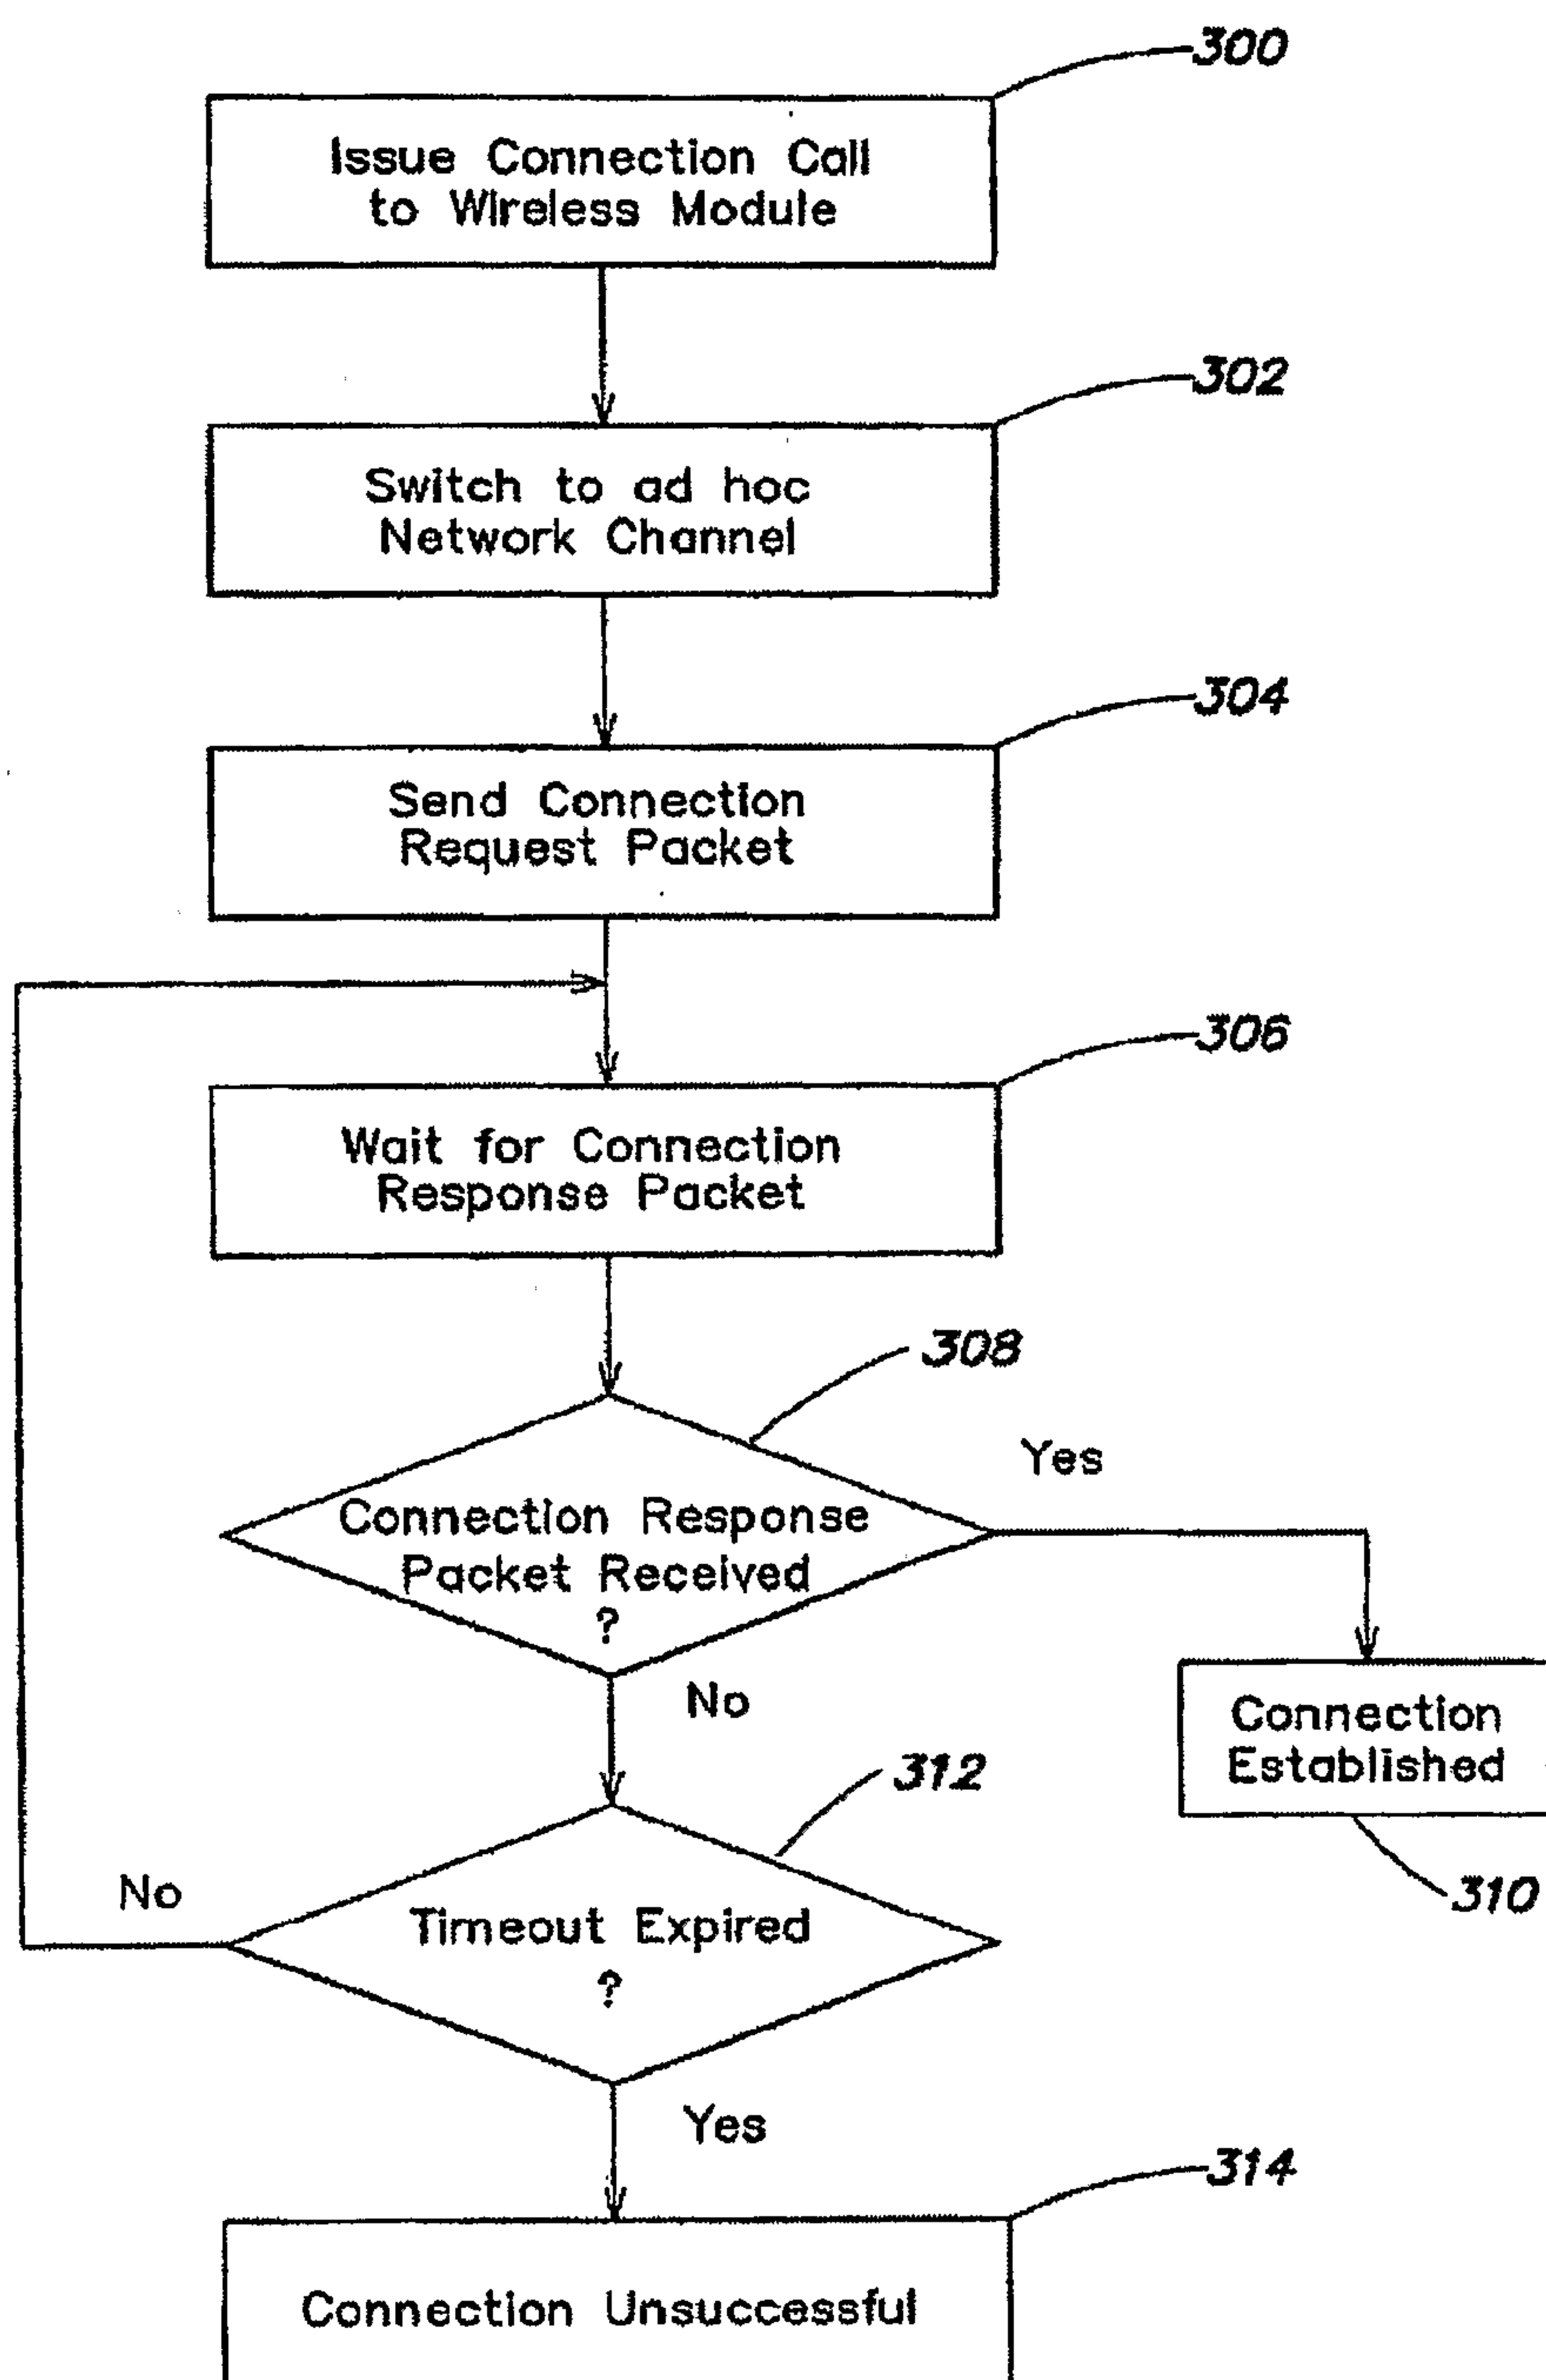 300
Issue Connection Call
to Wireless Module
302
Switch to ad hoc
Network Channel
304
Send Connection
Request Packet
306
Wait for Connection
Response Packet
308
Yes
Connection Response
Packet Received
?
No
Connection
Established
312
310
No
Timeout Expired
?
Yes
314
Connection Unsuccessful